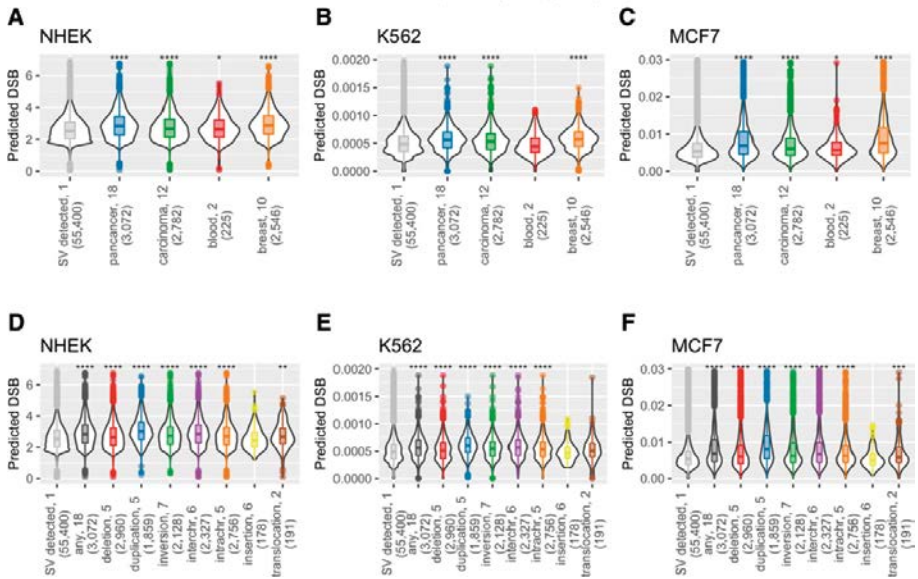 A
NHEK
Predicted DSB
6
4
2
0
****
****
*
****
SV detected, 1
(55,400)
pancancer, 18
(3,072)
carcinoma, 12
(2,782)
blood, 2
(225)
breast, 10
(2,546)
B
K562
Predicted DSB
0.0020
0.0015
0.0010
0.0005
0.0000
****
****
****
SV detected, 1
(55,400)
pancancer, 18
(3,072)
carcinoma, 12
(2,782)
blood, 2
(225)
breast, 10
(2,546)
C
MCF7
Predicted DSB
0.03
0.02
0.01
0.00
****
****
*
****
SV detected, 1
(55,400)
pancancer, 18
(3,072)
carcinoma, 12
(2,782)
blood, 2
(225)
breast, 10
(2,546)
D
NHEK
Predicted DSB
6
4
2
0
****
****
****
****
****
****
**
SV detected, 1
(55,400)
any, 18
(3,072)
deletion, 5
(2,960)
duplication, 5
(1,859)
inversion, 7
(2,128)
interchr, 6
(2,327)
intrachr, 5
(2,756)
insertion, 6
(178)
translocation, 2
(191)
E
K562
Predicted DSB
0.0020
0.0015
0.0010
0.0005
0.0000
****
****
****
****
****
****
SV detected, 1
(55,400)
any, 18
(3,072)
deletion, 5
(2,960)
duplication, 5
(1,859)
inversion, 7
(2,128)
interchr, 6
(2,327)
intrachr, 5
(2,756)
insertion, 6
(178)
translocation, 2
(191)
F
MCF7
Predicted DSB
0.03
0.02
0.01
0.00
****
****
****
****
****
****
**
SV detected, 1
(55,400)
any, 18
(3,072)
deletion, 5
(2,960)
duplication, 5
(1,859)
inversion, 7
(2,128)
interchr, 6
(2,327)
intrachr, 5
(2,756)
insertion, 6
(178)
translocation, 2
(191)